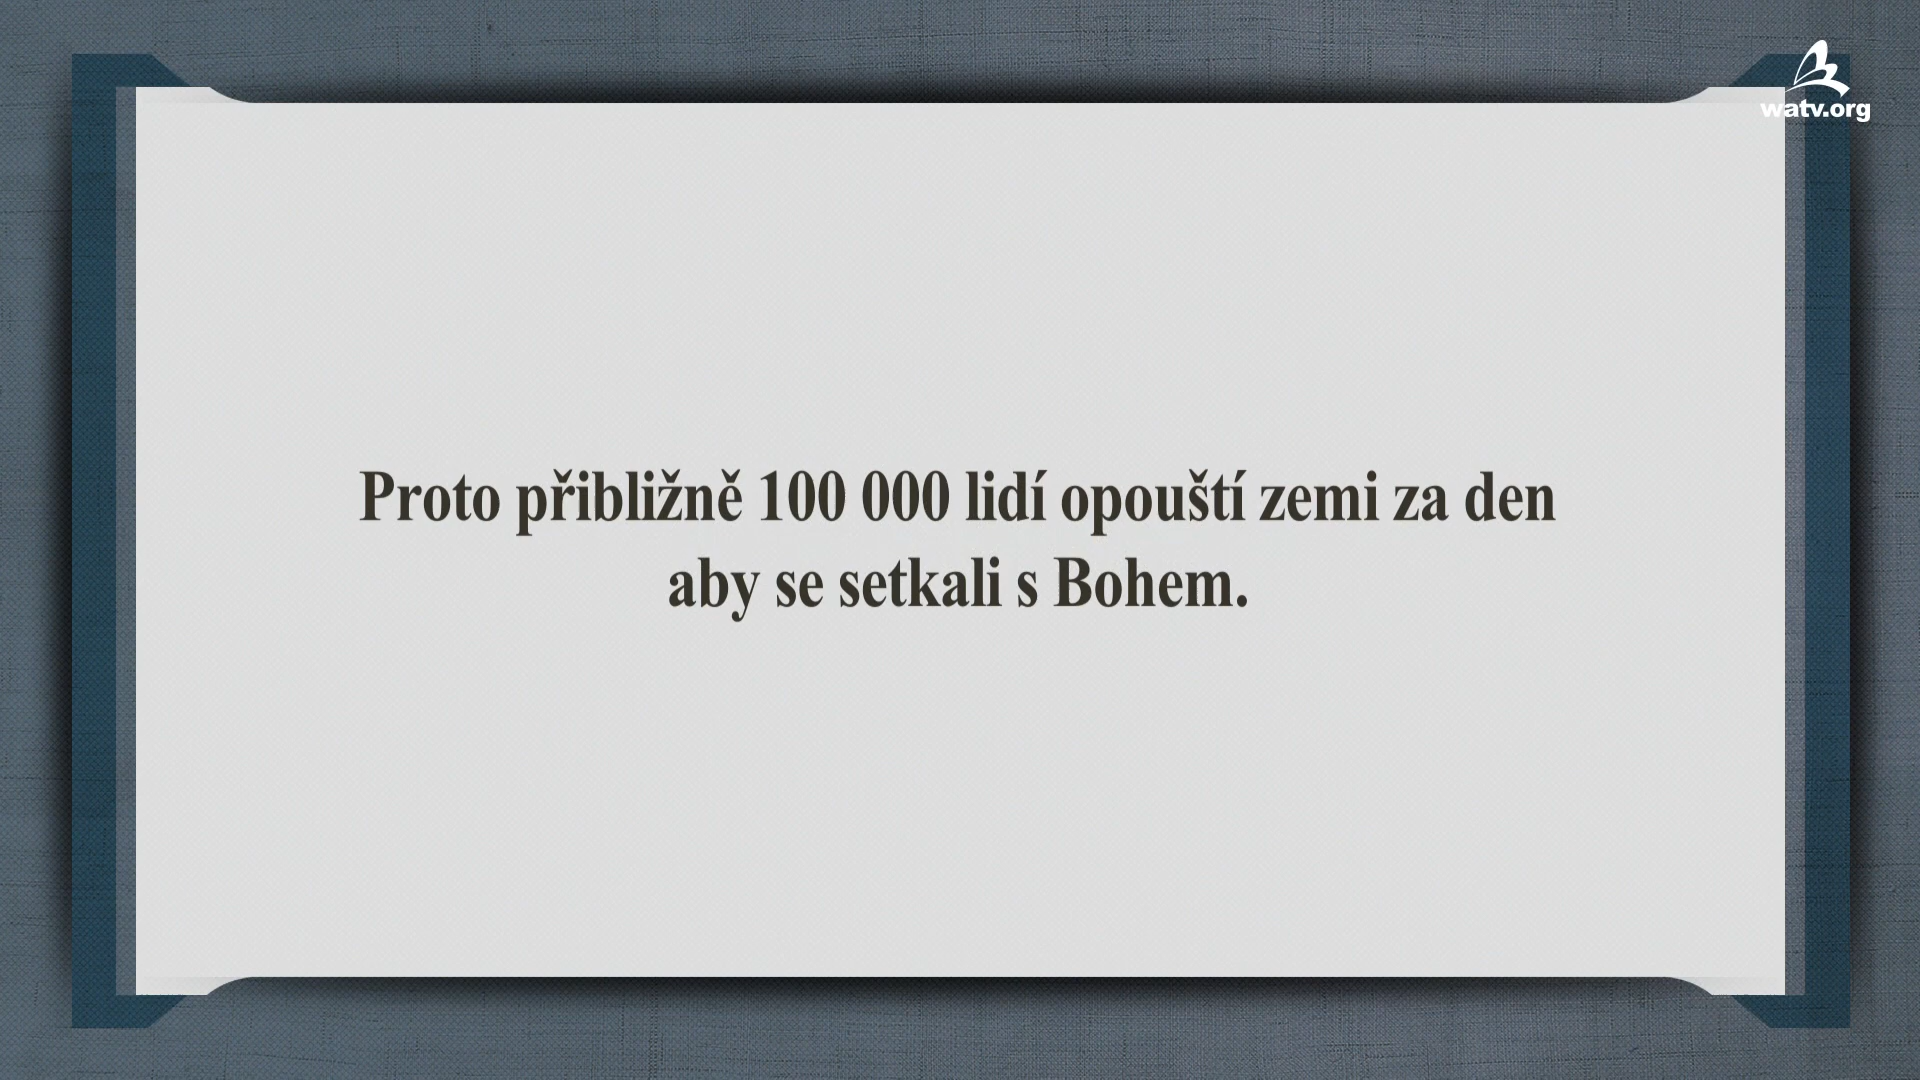 watv.org
Proto přibližně 100 000 lidí opouští zemi za den
aby se setkali s Bohem.